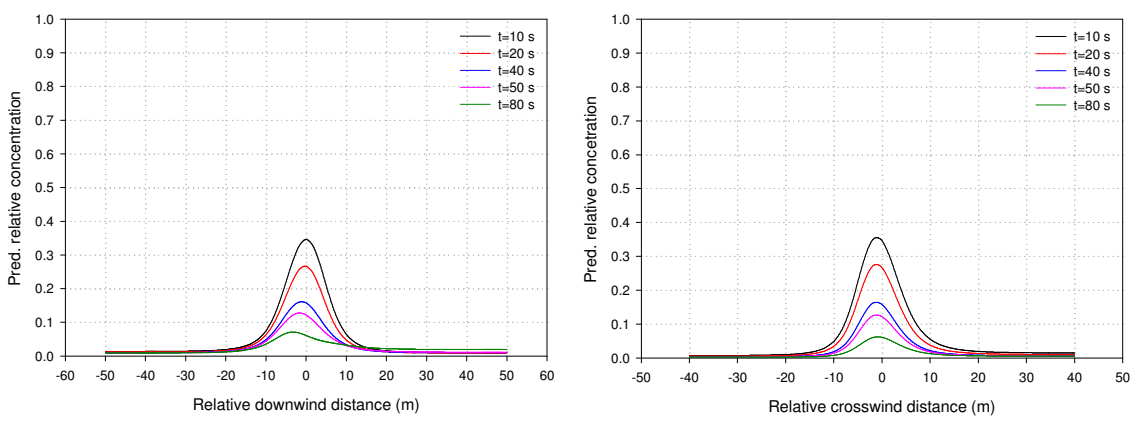 1.0
0.9
0.8
0.7
0.6
0.5
0.4
0.3
0.2
0.1
0.0
Pred. relative concentration
t=10 s
t=20 s
t=40 s
t=50 s
t=80 s
-60 -50 -40 -30 -20 -10 0 10 20 30 40 50 60
Relative downwind distance (m)
1.0
0.9
0.8
0.7
0.6
0.5
0.4
0.3
0.2
0.1
0.0
Pred. relative concetration
t=10 s
t=20 s
t=40 s
t=50 s
t=80 s
-50 -40 -30 -20 -10 0 10 20 30 40 50
Relative crosswind distance (m)